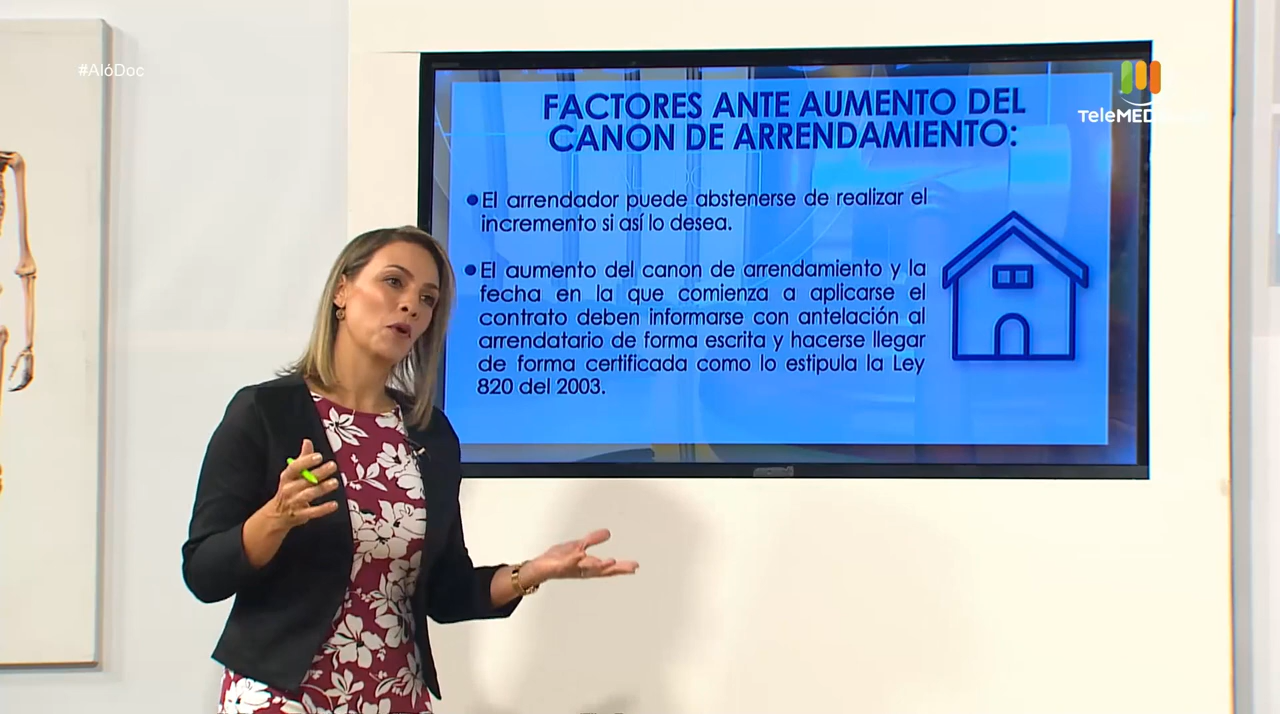 #AlóDoc
TeleMED
FACTORES ANTE AUMENTO DEL
CANON DE ARRENDAMIENTO:
•El arrendador puede abstenerse de realizar el
incremento si así lo desea.
•El aumento del canon de arrendamiento y la
fecha en la que comienza a aplicarse el
contrato deben informarse con antelación al
arrendatario de forma escrita y hacerse llegar
de forma certificada como lo estipula la Ley
820 del 2003.